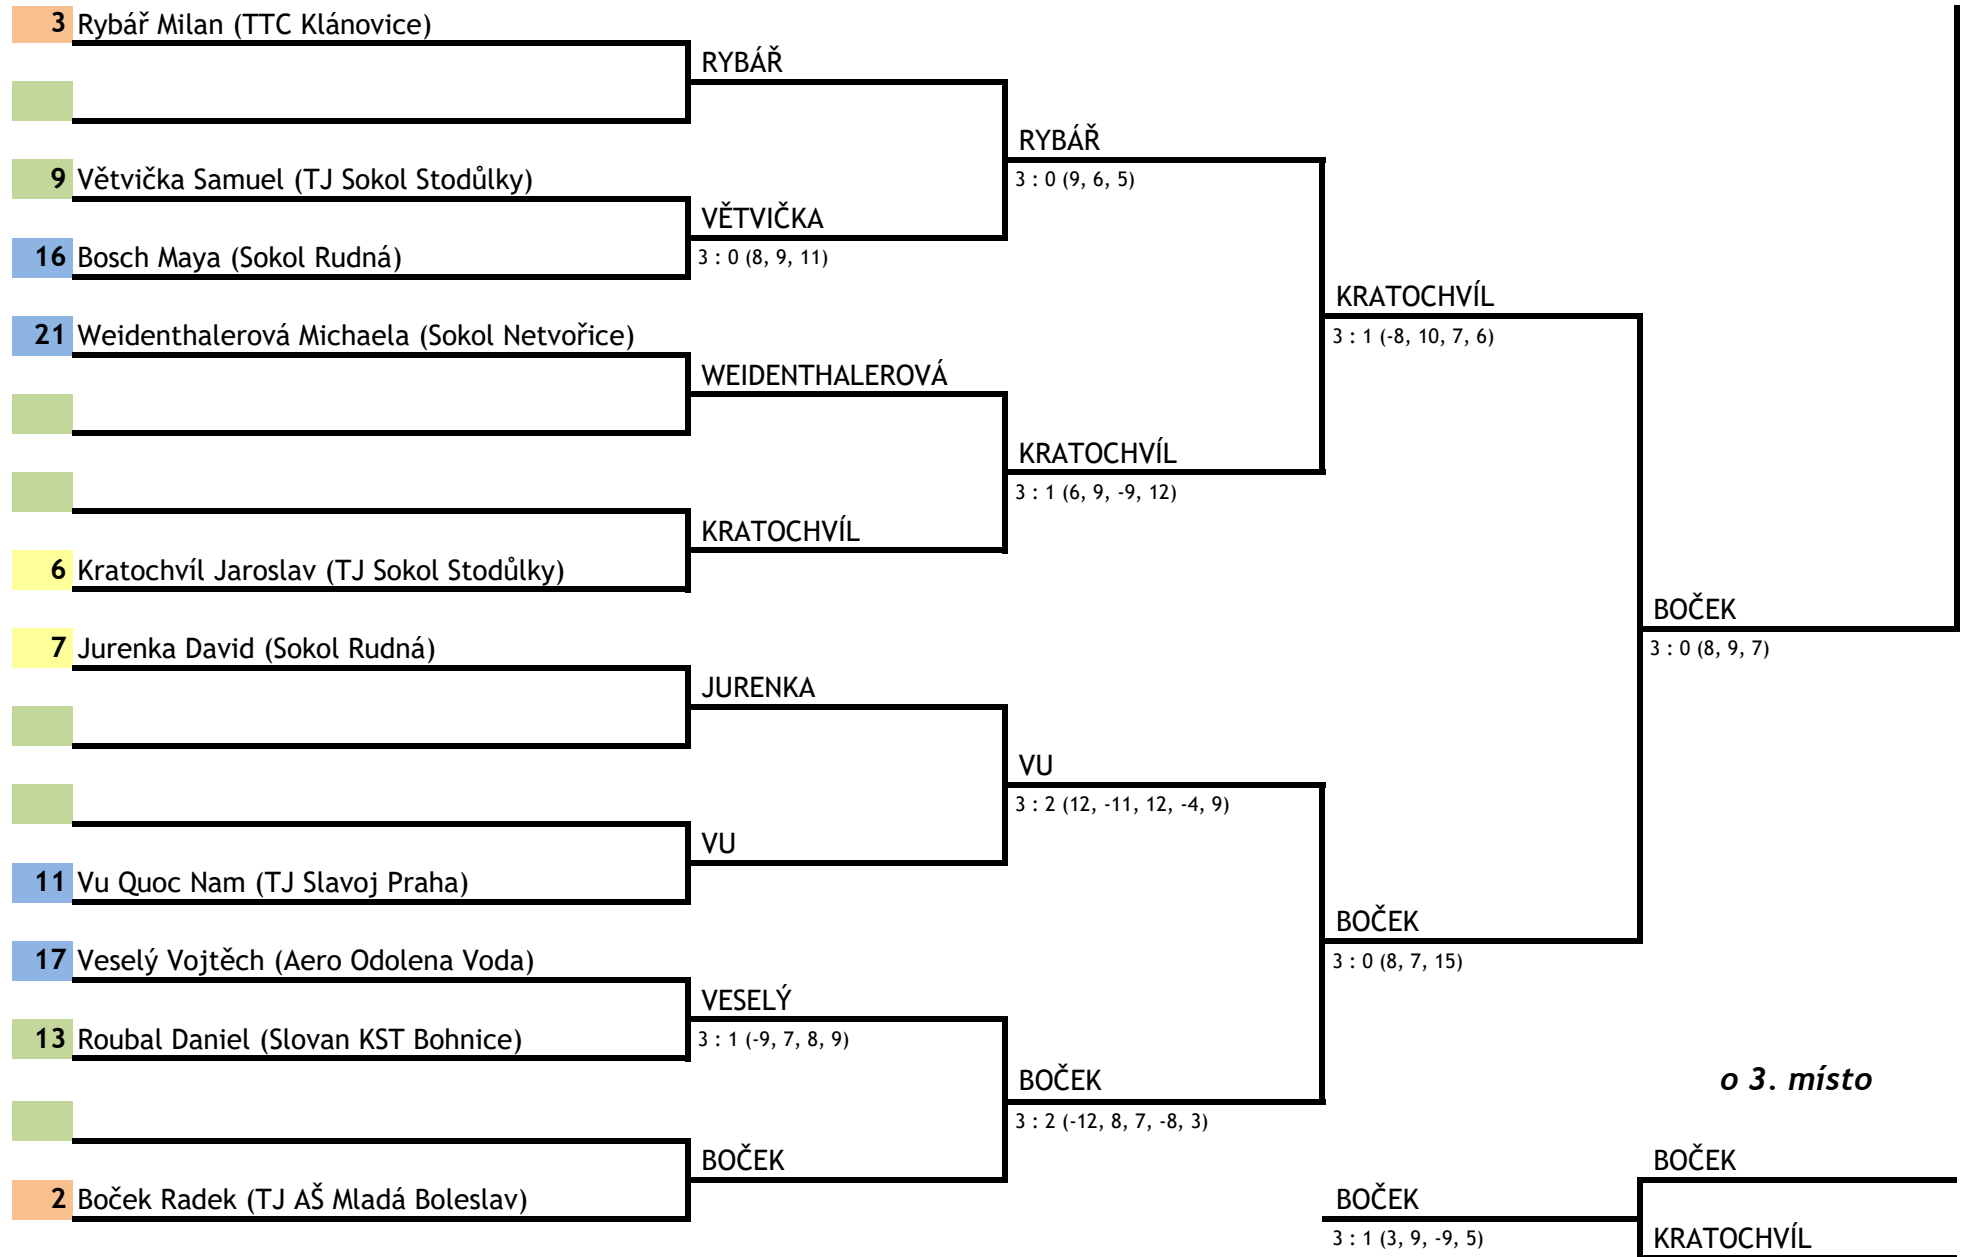 3 Rybář Milan (TTC Klánovice)
RYBÁŘ
RYBÁŘ
3 : 0 (9, 6, 5)
9 Větvička Samuel (TJ Sokol Stodůlky)
VĚTVIČKA
3 : 0 (8, 9, 11)
16 Bosch Maya (Sokol Rudná)
KRATOCHVÍL
3 : 1 (-8, 10, 7, 6)
21 Weidenthalerová Michaela (Sokol Netvořice)
WEIDENTHALEROVÁ
KRATOCHVÍL
3 : 1 (6, 9, -9, 12)
KRATOCHVÍL
6 Kratochvíl Jaroslav (TJ Sokol Stodůlky)
BOČEK
3 : 0 (8, 9, 7)
7 Jurenka David (Sokol Rudná)
JURENKA
VU
3 : 2 (12, -11, 12, -4, 9)
VU
11 Vu Quoc Nam (TJ Slavoj Praha)
BOČEK
3 : 0 (8, 7, 15)
17 Veselý Vojtěch (Aero Odolena Voda)
VESELÝ
3 : 1 (-9, 7, 8, 9)
13 Roubal Daniel (Slovan KST Bohnice)
BOČEK
3 : 2 (-12, 8, 7, -8, 3)
o 3. místo
BOČEK
BOČEK
2 Boček Radek (TJ AŠ Mladá Boleslav)
BOČEK
3 : 1 (3, 9, -9, 5)
KRATOCHVÍL